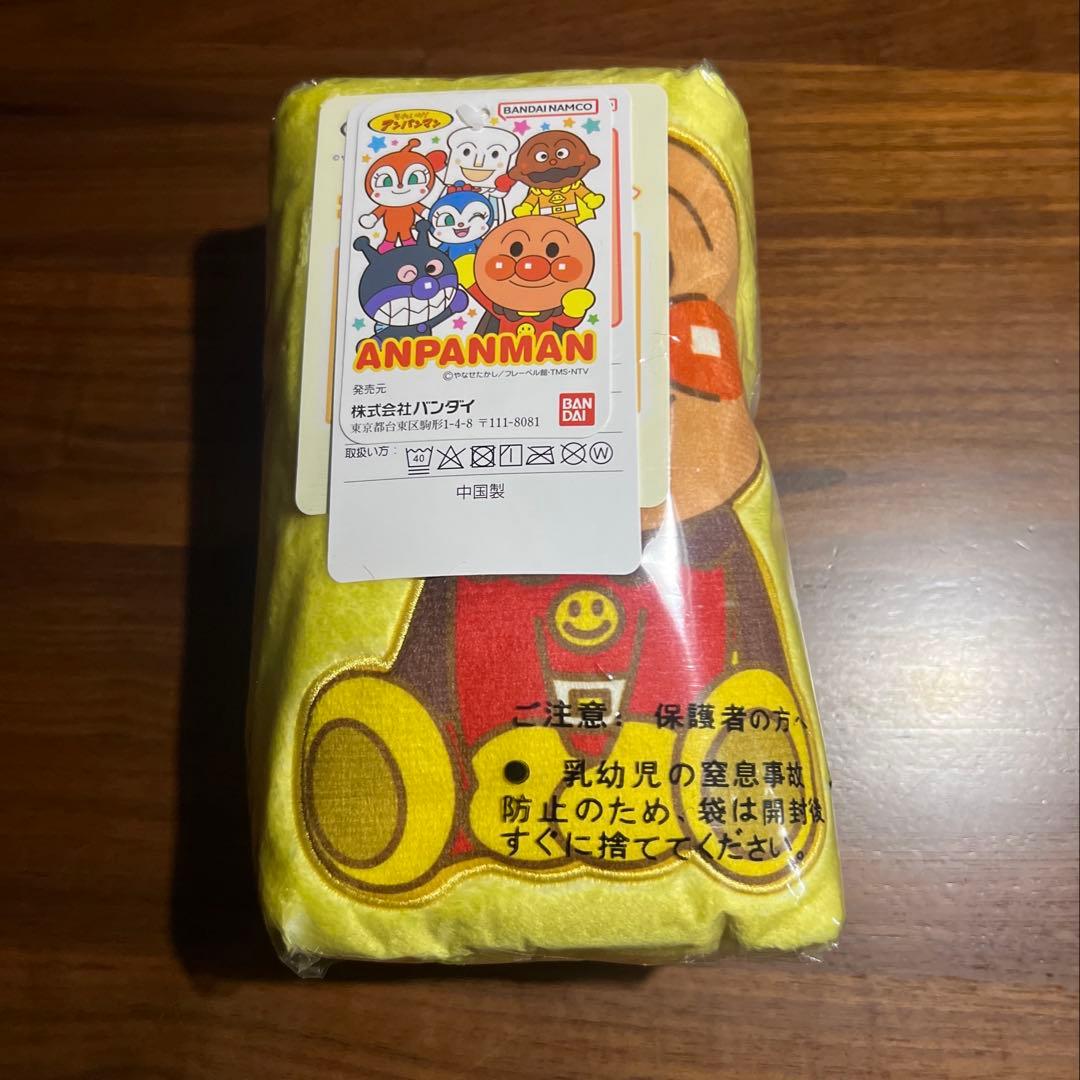 それいけ!
アンパンマン
BANDAI NAMCO
ANPANMAN
©やなせたかし/フレーベル館・TMS・NTV
発売元
株式会社バンダイ
東京都台東区駒形1-4-8 〒111-8081
BAN
DAI
取扱い方:
40
W
中国製
ご注意: 保護者の方へ
● 乳幼児の窒息事故
防止のため、袋は開封後
すぐに捨ててください。